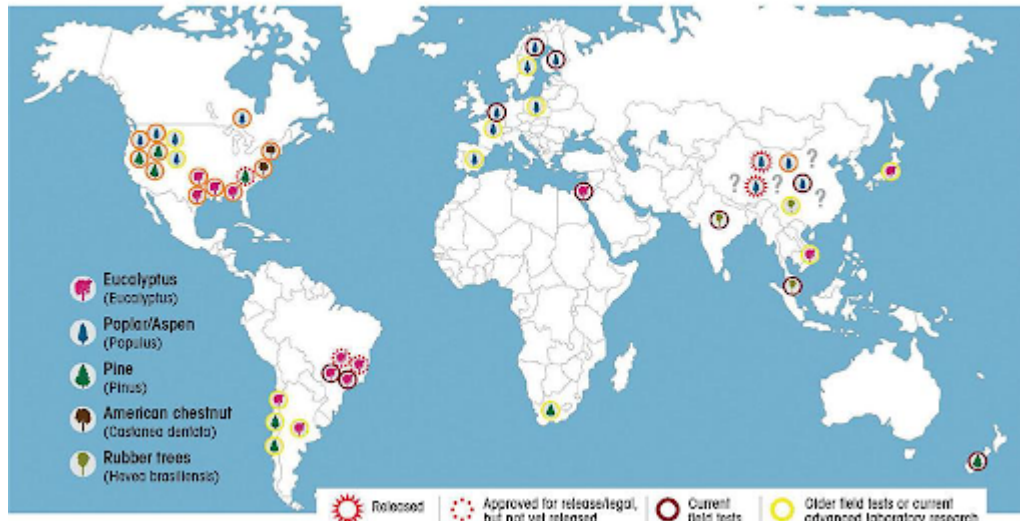 ? 
? ?
?
Eucalyptus
(Eucalyptus)
Poplar/Aspen
(Populus)
Pine
(Pinus)
American chestnut
(Castanea dentata)
Rubber trees
(Hevea brasiliensis)
Released
Approved for release/legal,
but not yet released
Current
field tests
Older field tests or current
advanced laboratory research